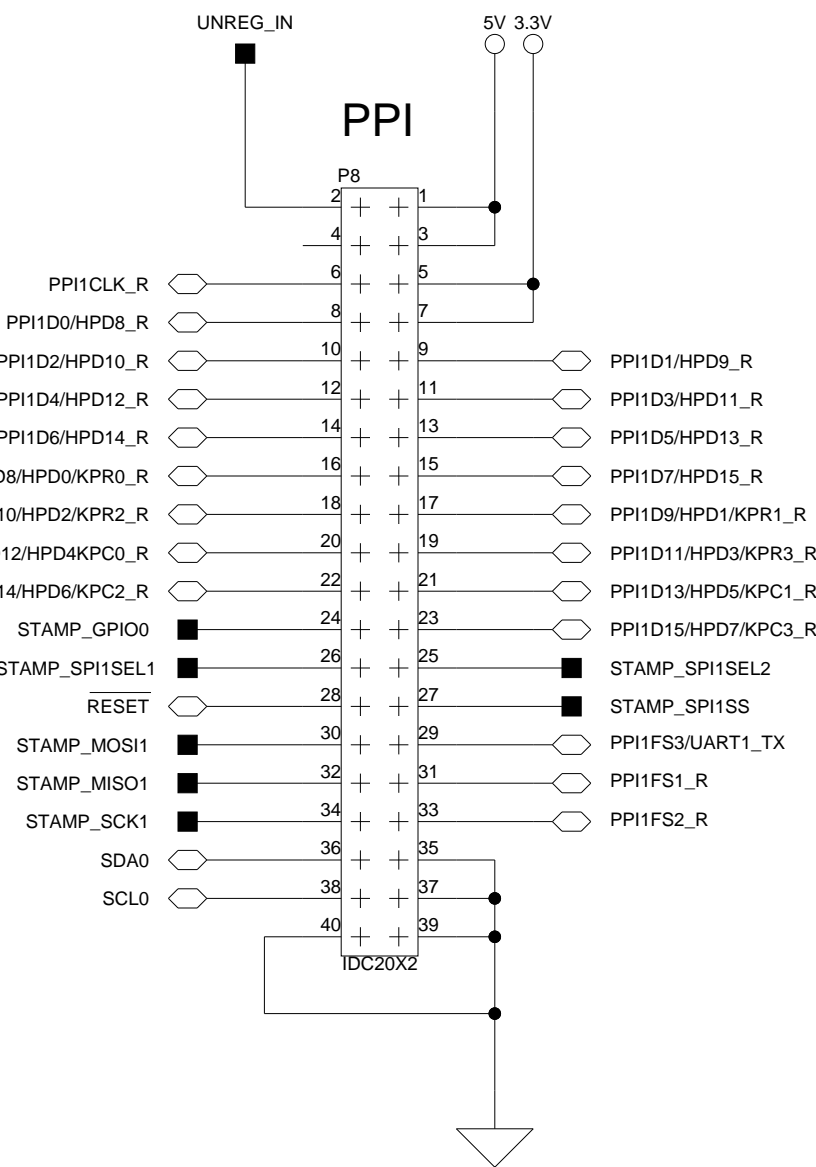 UNREG_IN
5V 3.3V
PPI
P8
2 1
4 3
PPI1CLK_R 6 5
PPI1D0/HPD8_R 8 7
PPI1D2/HPD10_R 10 9 PPI1D1/HPD9_R
PPI1D4/HPD12_R 12 11 PPI1D3/HPD11_R
PPI1D6/HPD14_R 14 13 PPI1D5/HPD13_R
D8/HPD0/KPR0_R 16 15 PPI1D7/HPD15_R
10/HPD2/KPR2_R 18 17 PPI1D9/HPD1/KPR1_R
12/HPD4KPC0_R 20 19 PPI1D11/HPD3/KPR3_R
14/HPD6/KPC2_R 22 21 PPI1D13/HPD5/KPC1_R
STAMP_GPIO0 24 23 PPI1D15/HPD7/KPC3_R
STAMP_SPI1SEL1 26 25 STAMP_SPI1SEL2
RESET 28 27 STAMP_SPI1SS
STAMP_MOSI1 30 29 PPI1FS3/UART1_TX
STAMP_MISO1 32 31 PPI1FS1_R
STAMP_SCK1 34 33 PPI1FS2_R
SDA0 36 35
SCL0 38 37
40 39
IDC20X2